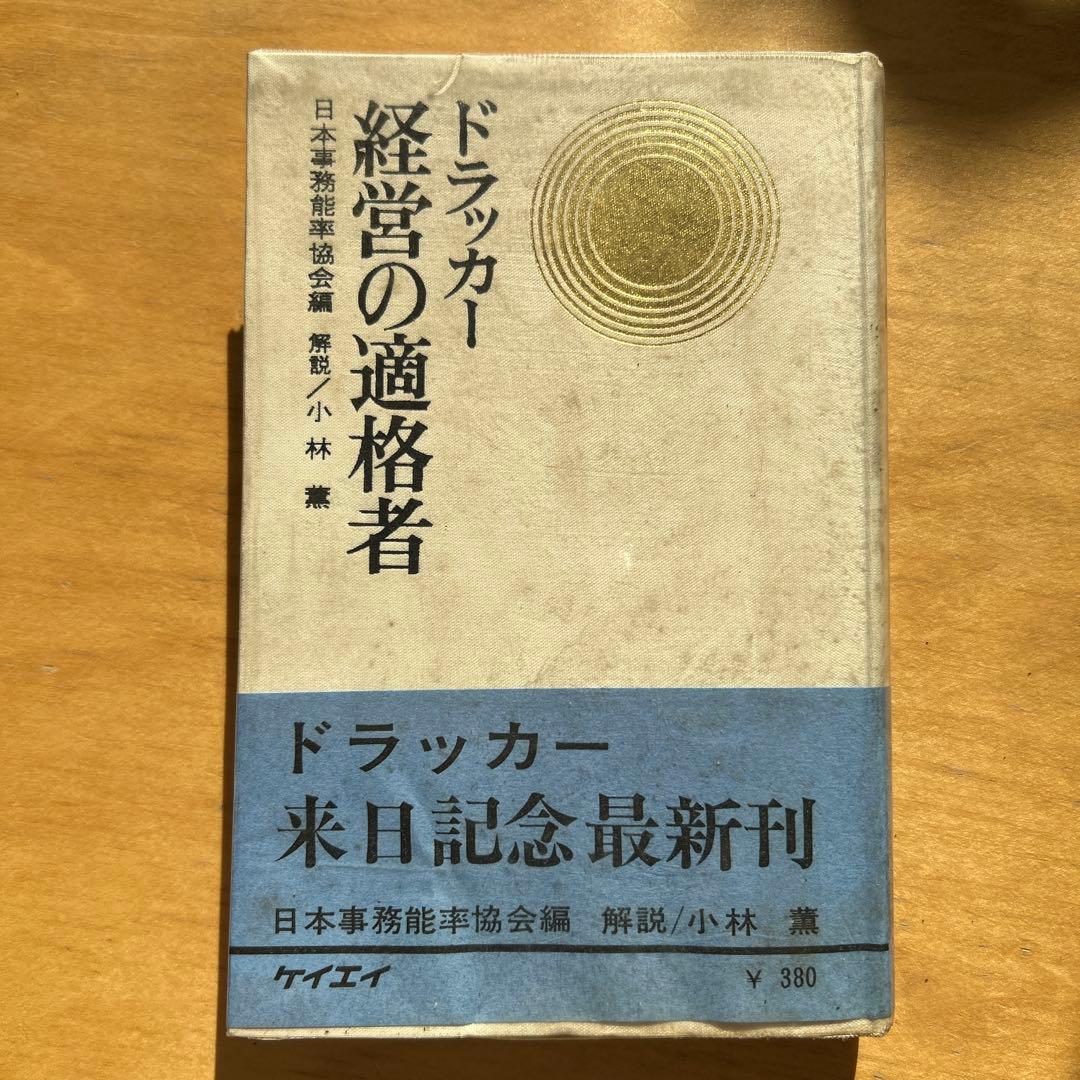 ドラッカー
経営の適格者
日本事務能率協会編 解説/小林 薫
ドラッカー
来日記念最新刊
日本事務能率協会編 解説/小林 薫
ケイエイ ¥ 380